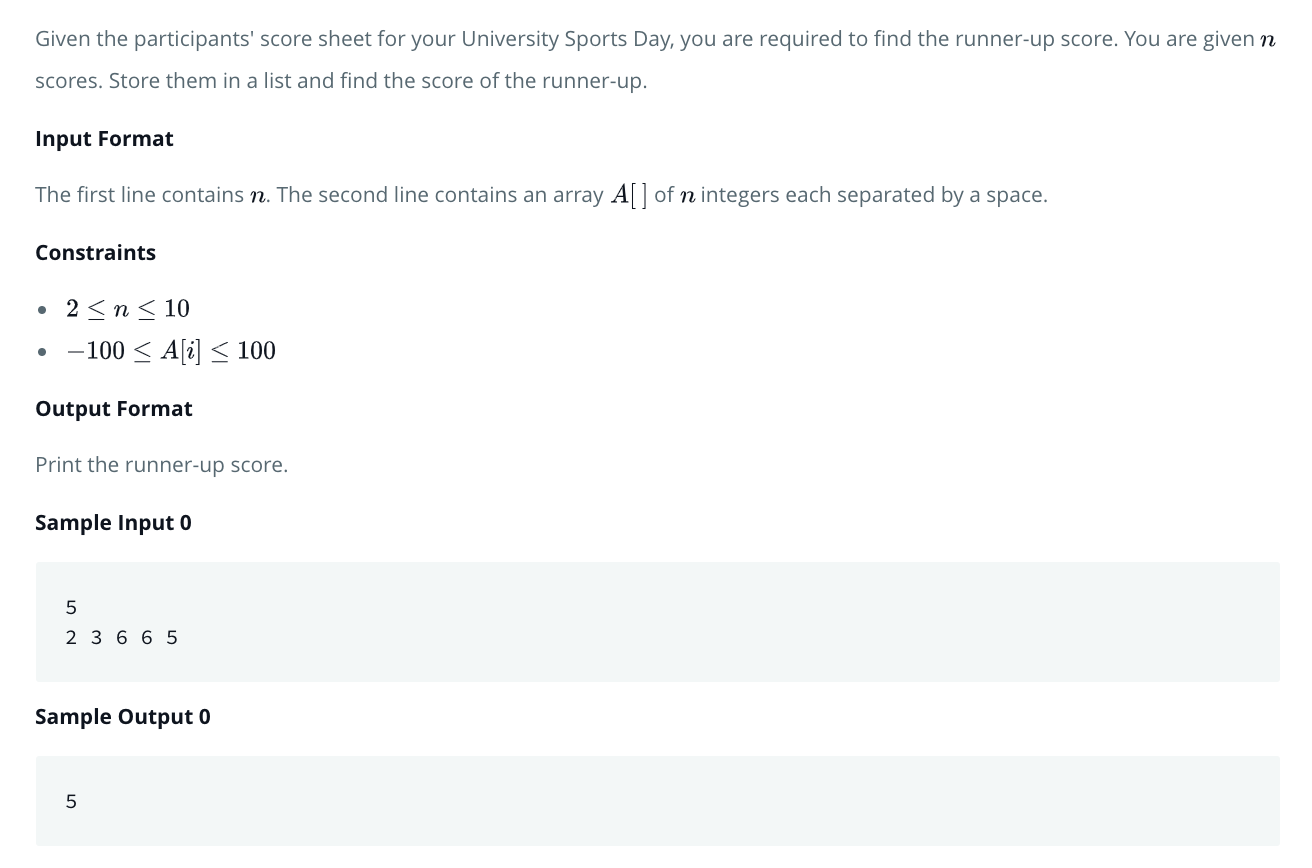 Given the participants' score sheet for your University Sports Day, you are required to find the runner-up score. You are given n
scores. Store them in a list and find the score of the runner-up.
Input Format
The first line contains n. The second line contains an array A[ ] of n integers each separated by a space.
Constraints
• 2 ≤ n ≤ 10
• −100 ≤ A[i] ≤ 100
Output Format
Print the runner-up score.
Sample Input 0
5
2 3 6 6 5
Sample Output 0
5